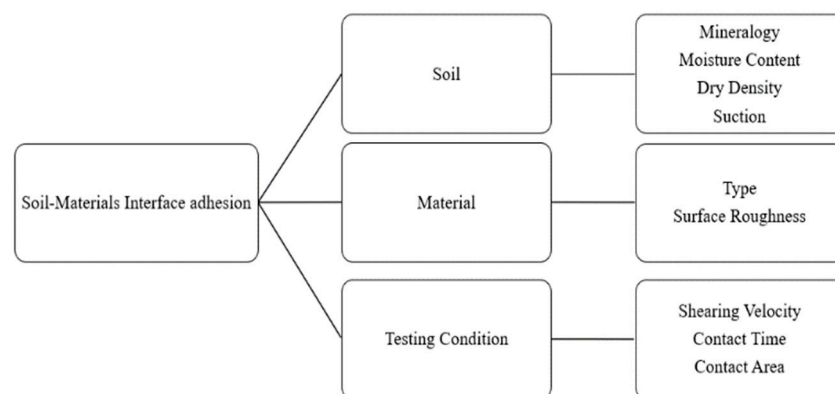 Soil-Materials Interface adhesion
Soil
Mineralogy
Moisture Content
Dry Density
Suction
Material
Type
Surface Roughness
Testing Condition
Shearing Velocity
Contact Time
Contact Area